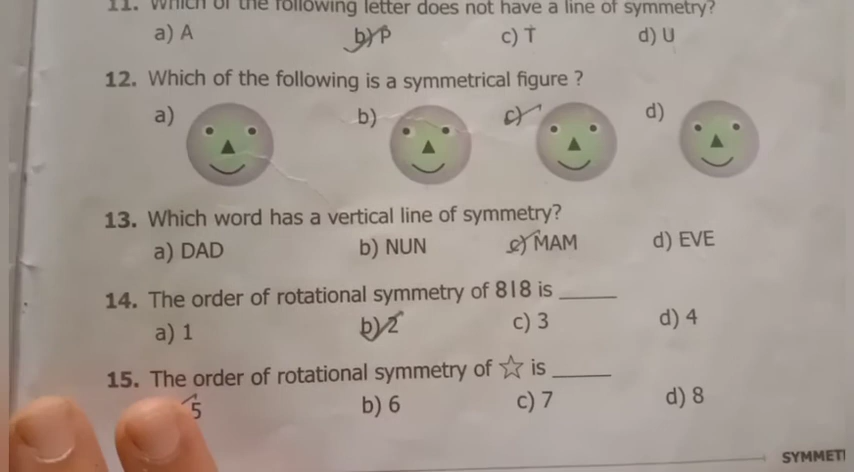 11. Which of the following letter does not have a line of symmetry?
a) A b) P c) T d) U
12. Which of the following is a symmetrical figure ?
a) b) c) d)
13. Which word has a vertical line of symmetry?
a) DAD b) NUN c) MAM d) EVE
14. The order of rotational symmetry of 818 is ______
a) 1 b) 2 c) 3 d) 4
15. The order of rotational symmetry of ☆ is ______
5 b) 6 c) 7 d) 8